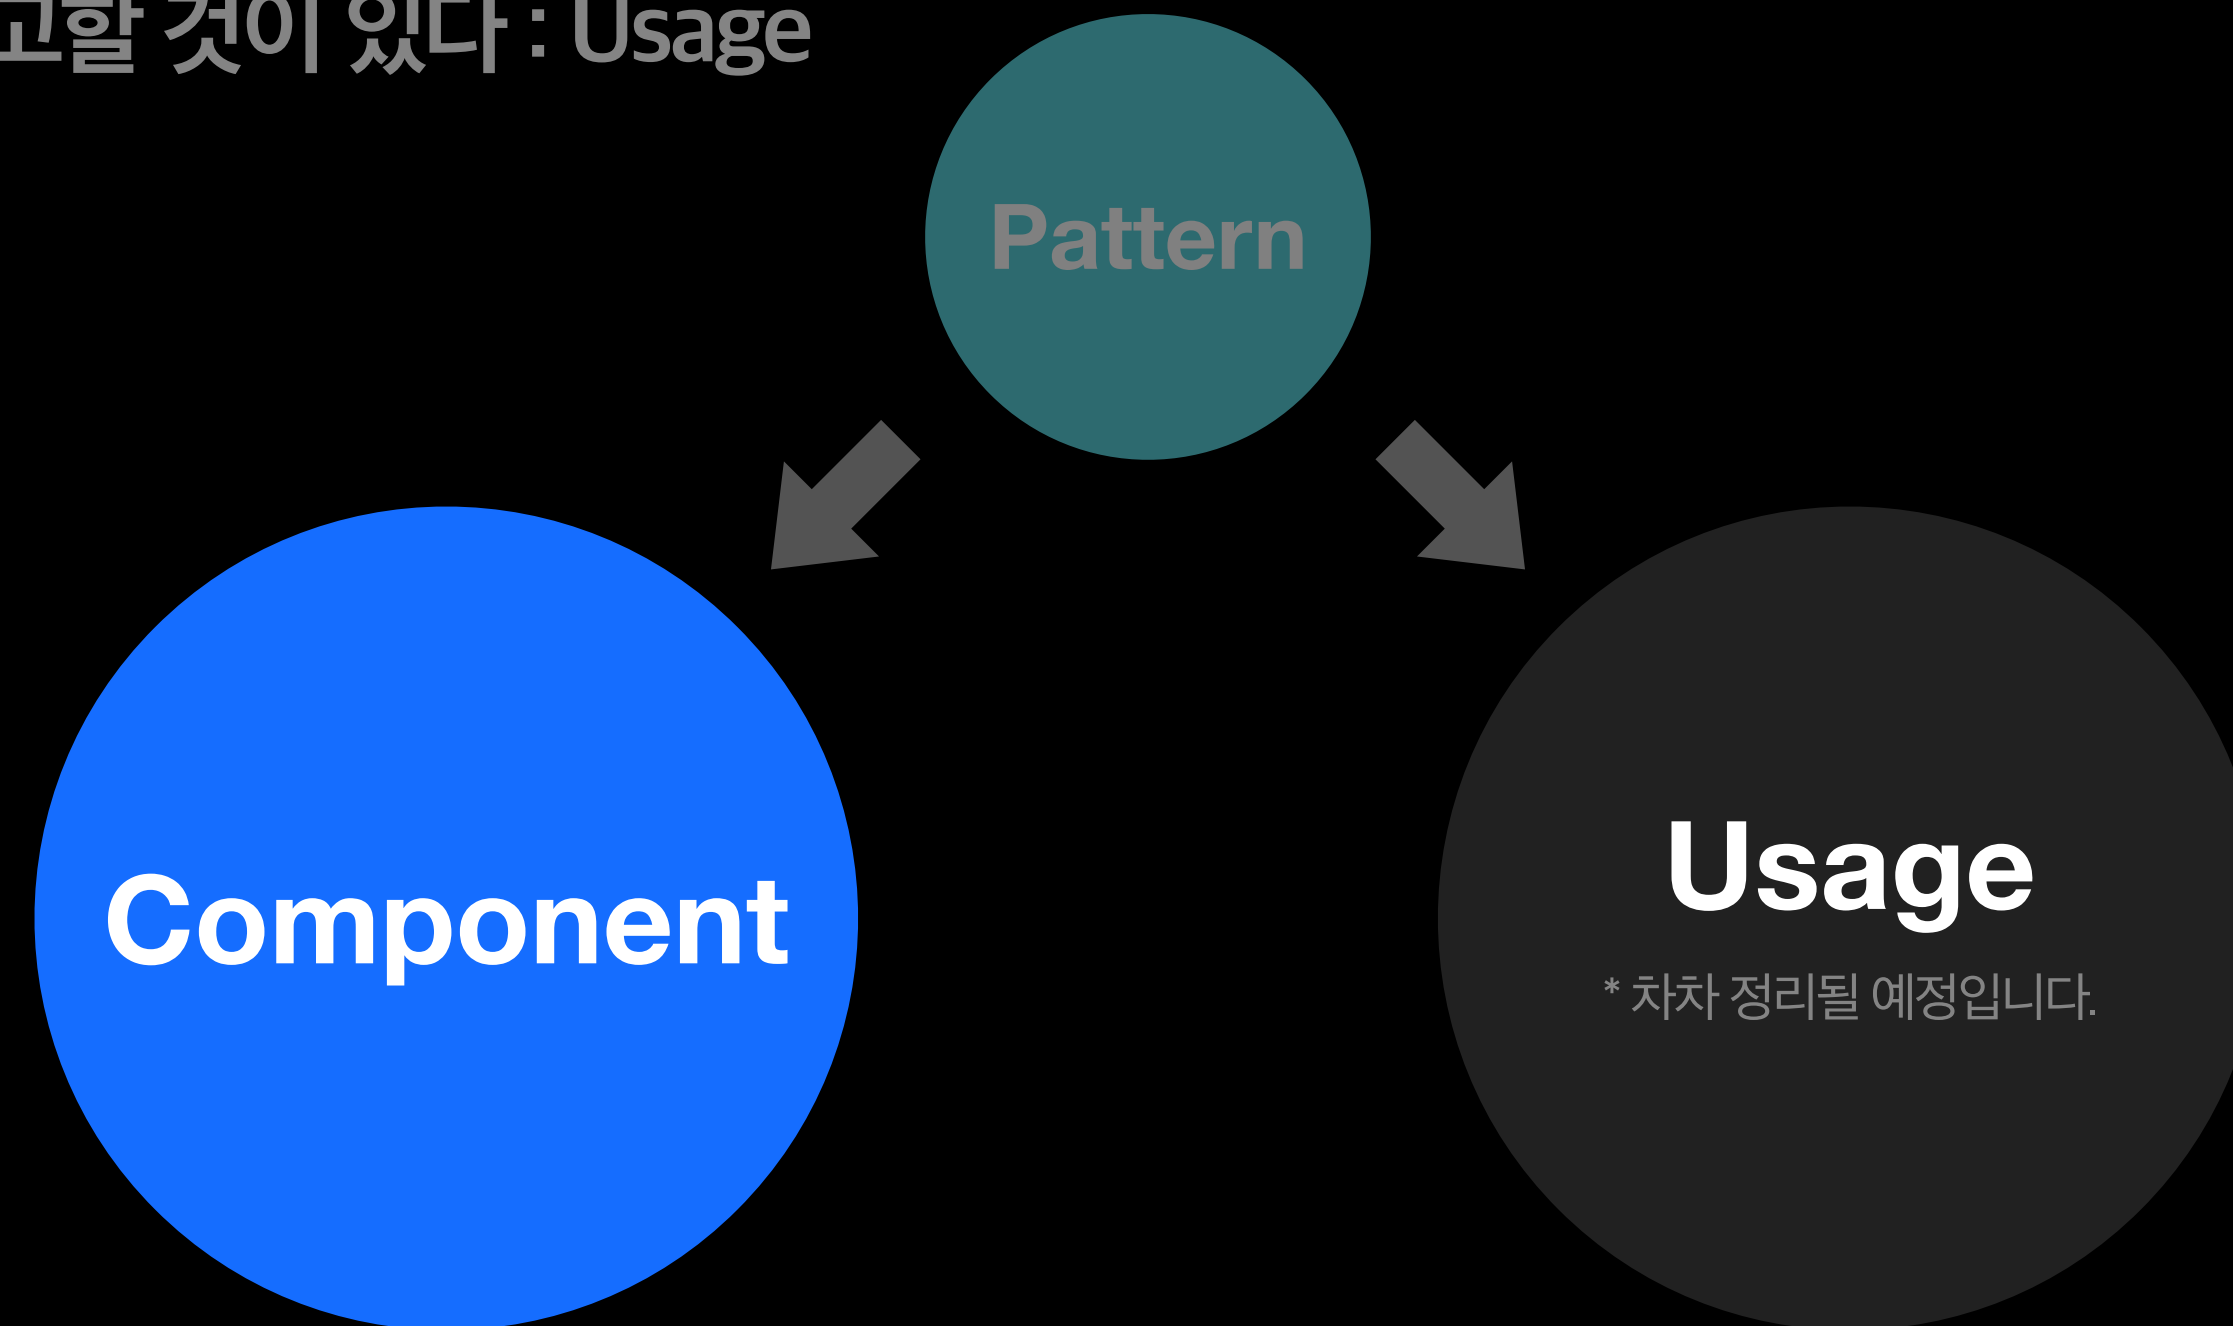 고할 것이 있다 : Usage
Pattern
Component
Usage
* 차차 정리될 예정입니다.